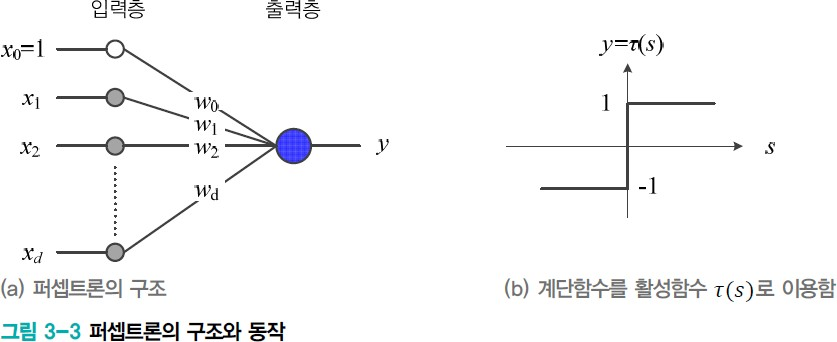 입력층
출력층
x₀=1
x₁
x₂
x_d
w₀
w₁
w₂
w_d
y
(a) 퍼셉트론의 구조
y=τ(s)
1
s
-1
(b) 계단함수를 활성함수 τ(s)로 이용함
그림 3-3 퍼셉트론의 구조와 동작